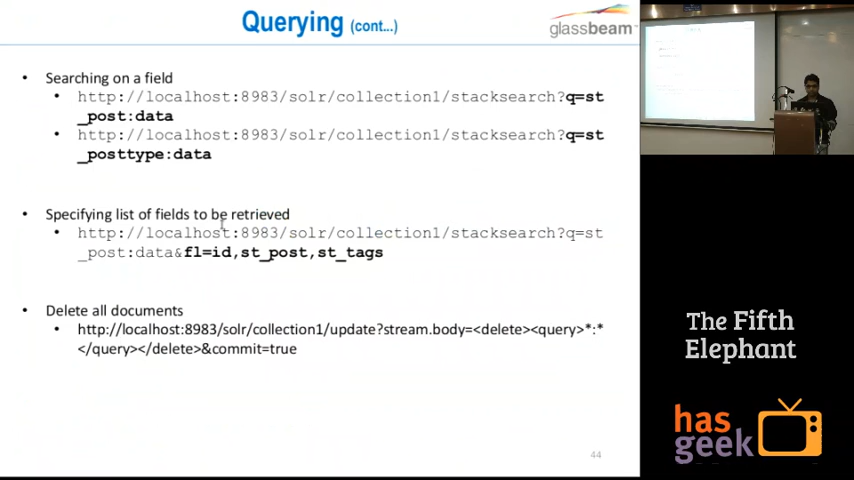 Querying (cont...)
glassbeam
• Searching on a field
• http://localhost:8983/solr/collection1/stacksearch?q=st
_post:data
• http://localhost:8983/solr/collection1/stacksearch?q=st
_posttype:data
• Specifying list of fields to be retrieved
• http://localhost:8983/solr/collection1/stacksearch?q=st
_post:data&fl=id,st_post,st_tags
• Delete all documents
• http://localhost:8983/solr/collection1/update?stream.body=<delete><query>*:*
</query></delete>&commit=true
44
The Fifth
Elephant
has
geek